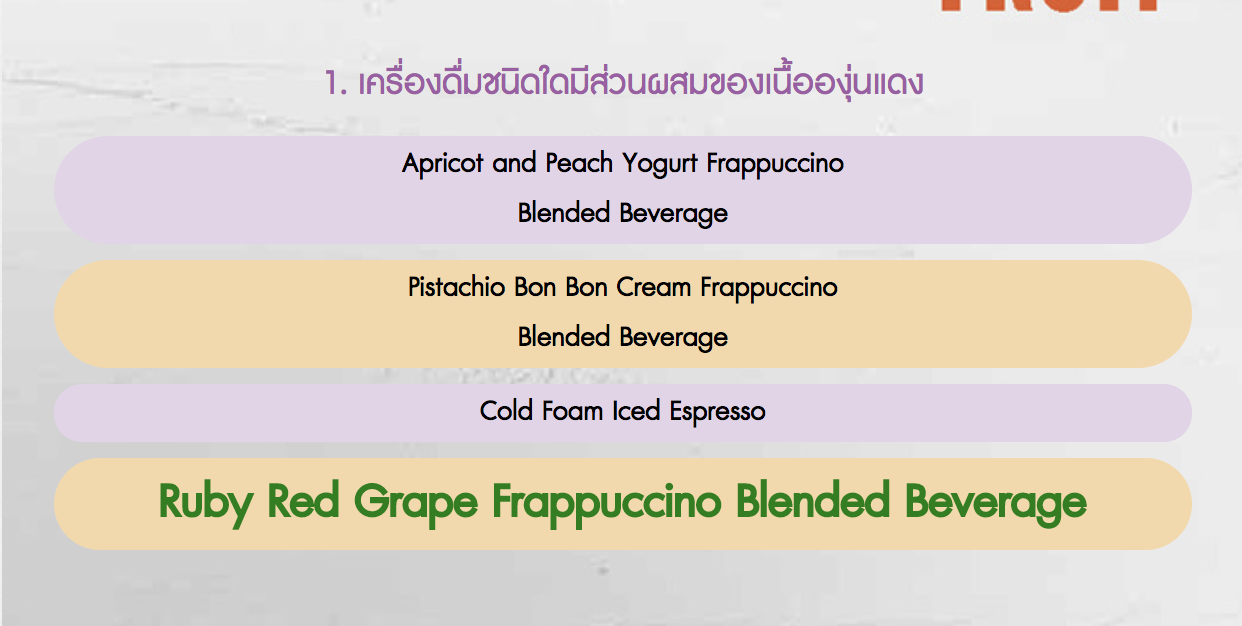 1. เครื่องดื่มชนิดใดมีส่วนผสมของเนื้อองุ่นแดง
Apricot and Peach Yogurt Frappuccino
Blended Beverage
Pistachio Bon Bon Cream Frappuccino
Blended Beverage
Cold Foam Iced Espresso
Ruby Red Grape Frappuccino Blended Beverage